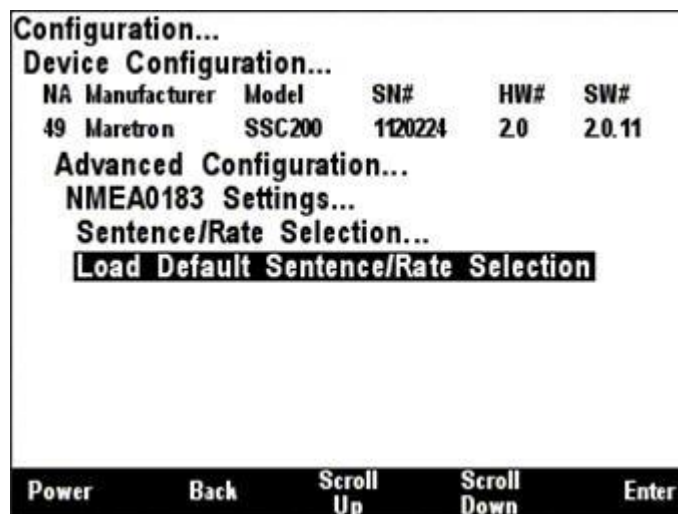 Configuration...
Device Configuration...
NA Manufacturer Model SN# HW# SW#
49 Maretron SSC200 1120224 2.0 2.0.11
Advanced Configuration...
NMEA0183 Settings...
Sentence/Rate Selection...
Load Default Sentence/Rate Selection
Power Back Scroll Up Scroll Down Enter